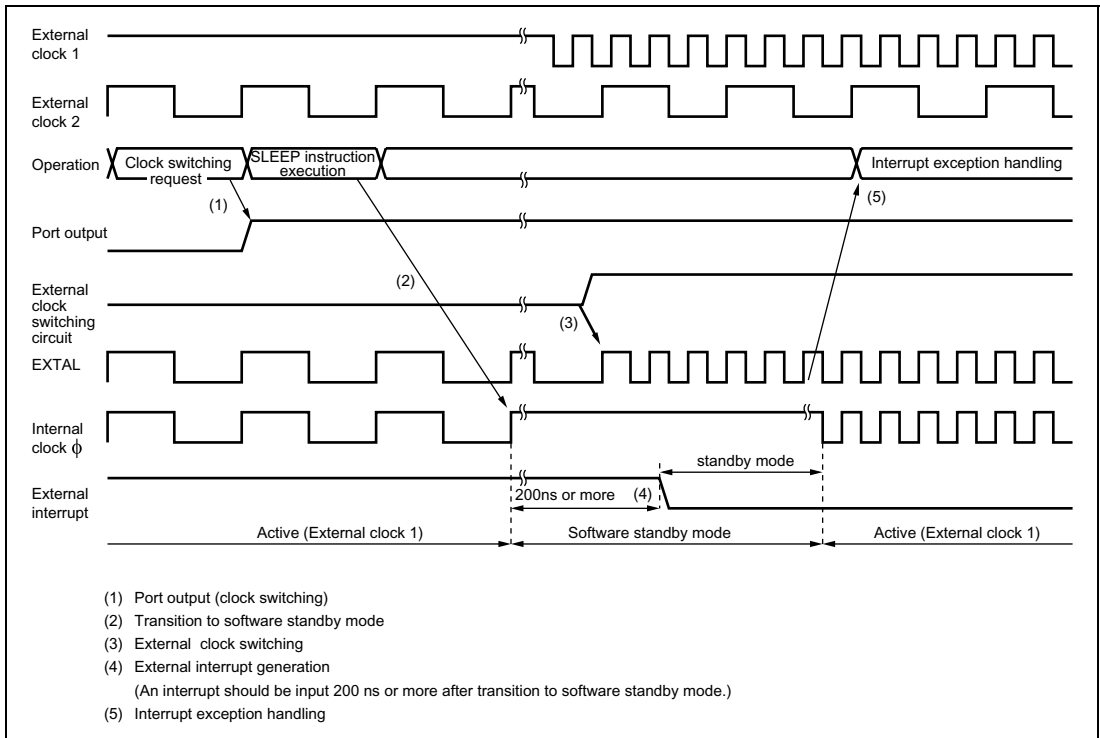 External
clock 1
External
clock 2
Operation
Clock switching
request
SLEEP instruction
execution
Interrupt exception handling
(1)
(5)
Port output
(2)
External
clock
switching
circuit
(3)
EXTAL
Internal
clock ϕ
standby mode
External
interrupt
200ns or more
(4)
Active (External clock 1)
Software standby mode
Active (External clock 1)
(1) Port output (clock switching)
(2) Transition to software standby mode
(3) External clock switching
(4) External interrupt generation
(An interrupt should be input 200 ns or more after transition to software standby mode.)
(5) Interrupt exception handling